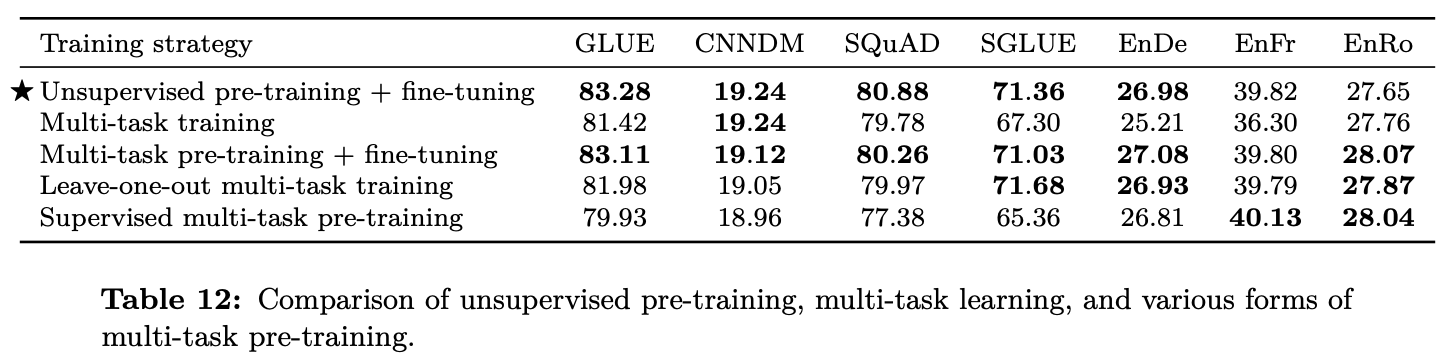 Training strategy GLUE CNNDM SQuAD SGLUE EnDe EnFr EnRo
★ Unsupervised pre-training + fine-tuning 83.28 19.24 80.88 71.36 26.98 39.82 27.65
Multi-task training 81.42 19.24 79.78 67.30 25.21 36.30 27.76
Multi-task pre-training + fine-tuning 83.11 19.12 80.26 71.03 27.08 39.80 28.07
Leave-one-out multi-task training 81.98 19.05 79.97 71.68 26.93 39.79 27.87
Supervised multi-task pre-training 79.93 18.96 77.38 65.36 26.81 40.13 28.04
Table 12: Comparison of unsupervised pre-training, multi-task learning, and various forms of
multi-task pre-training.